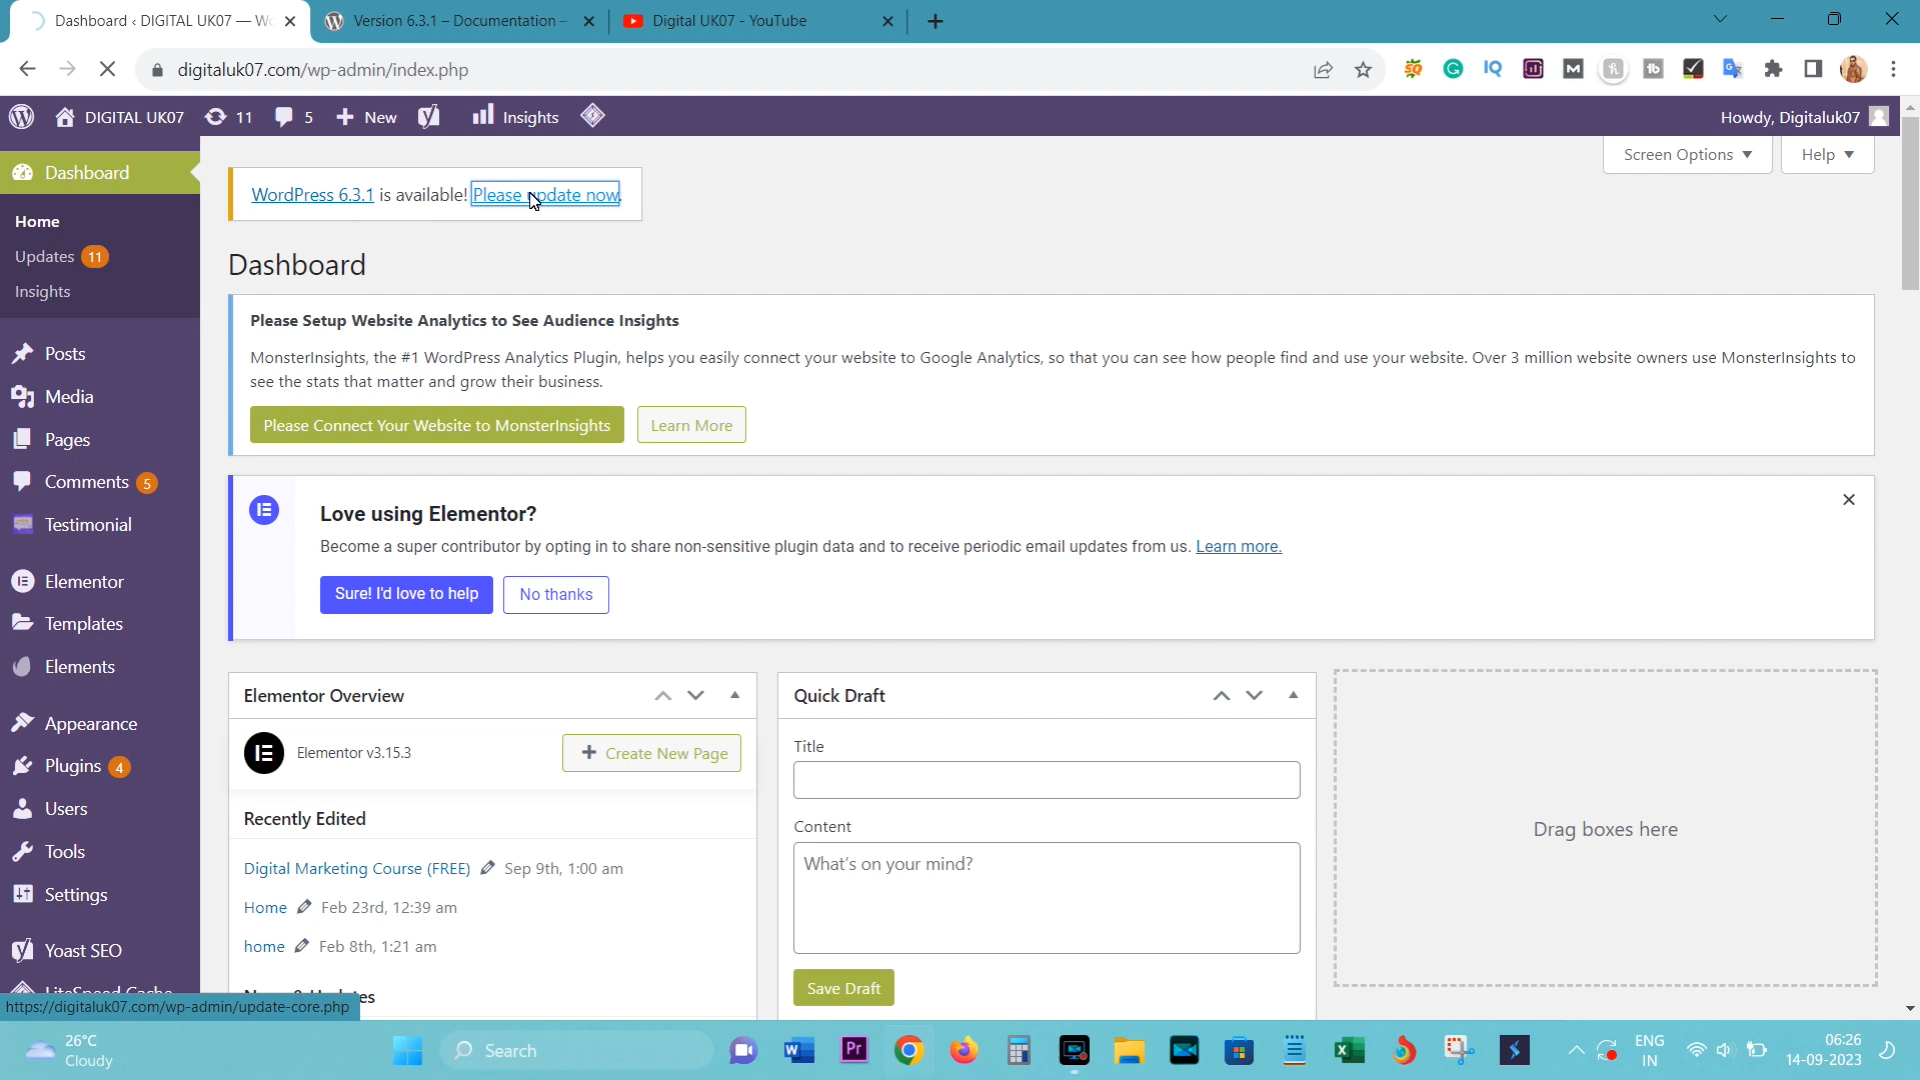 Dashboard ‹ DIGITAL UK07 — Wo
Version 6.3.1 – Documentation –
Digital UK07 - YouTube
digitaluk07.com/wp-admin/index.php
DIGITAL UK07
11
5
New
Insights
Howdy, Digitaluk07
Screen Options
Help
Dashboard
Home
Updates 11
Insights
Posts
Media
Pages
Comments 5
Testimonial
Elementor
Templates
Elements
Appearance
Plugins 4
Users
Tools
Settings
Yoast SEO
LiteSpeed Cache
WordPress 6.3.1 is available! Please update now.
Dashboard
Please Setup Website Analytics to See Audience Insights
MonsterInsights, the #1 WordPress Analytics Plugin, helps you easily connect your website to Google Analytics, so that you can see how people find and use your website. Over 3 million website owners use MonsterInsights to
see the stats that matter and grow their business.
Please Connect Your Website to MonsterInsights
Learn More
Love using Elementor?
Become a super contributor by opting in to share non-sensitive plugin data and to receive periodic email updates from us. Learn more.
Sure! I'd love to help
No thanks
Elementor Overview
Elementor v3.15.3
Create New Page
Recently Edited
Digital Marketing Course (FREE) Sep 9th, 1:00 am
Home Feb 23rd, 12:39 am
home Feb 8th, 1:21 am
Quick Draft
Title
Content
What's on your mind?
Save Draft
Drag boxes here
https://digitaluk07.com/wp-admin/update-core.php
26°C
Cloudy
Search
ENG
IN
06:26
14-09-2023